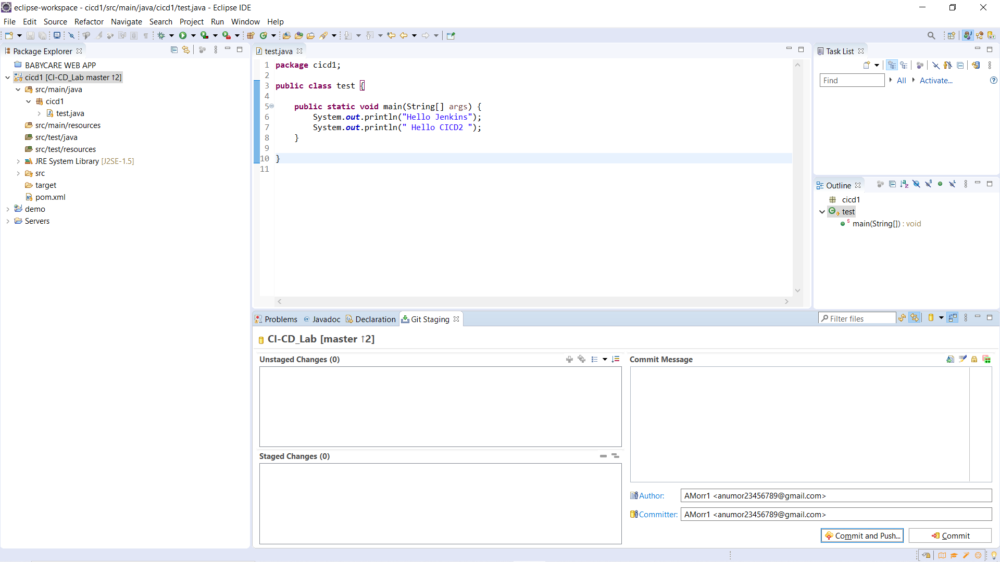 eclipse-workspace - cicd1/src/main/java/cicd1/test.java - Eclipse IDE
File Edit Source Refactor Navigate Search Project Run Window Help
Package Explorer
BABYCARE WEB APP
cicd1 [CI-CD_Lab master ↑2]
src/main/java
cicd1
test.java
src/main/resources
src/test/java
src/test/resources
JRE System Library [J2SE-1.5]
src
target
pom.xml
demo
Servers
test.java
1 package cicd1;
2
3 public class test {
4
5     public static void main(String[] args) {
6         System.out.println("Hello Jenkins");
7         System.out.println(" Hello CICD2 ");
8     }
9
10 }
11
Task List
Find All Activate...
Outline
cicd1
test
main(String[]) : void
Problems @ Javadoc Declaration Git Staging
Filter files
CI-CD_Lab [master ↑2]
Unstaged Changes (0)
Staged Changes (0)
Commit Message
Author: AMorr1 <anumor23456789@gmail.com>
Committer: AMorr1 <anumor23456789@gmail.com>
Commit and Push... Commit